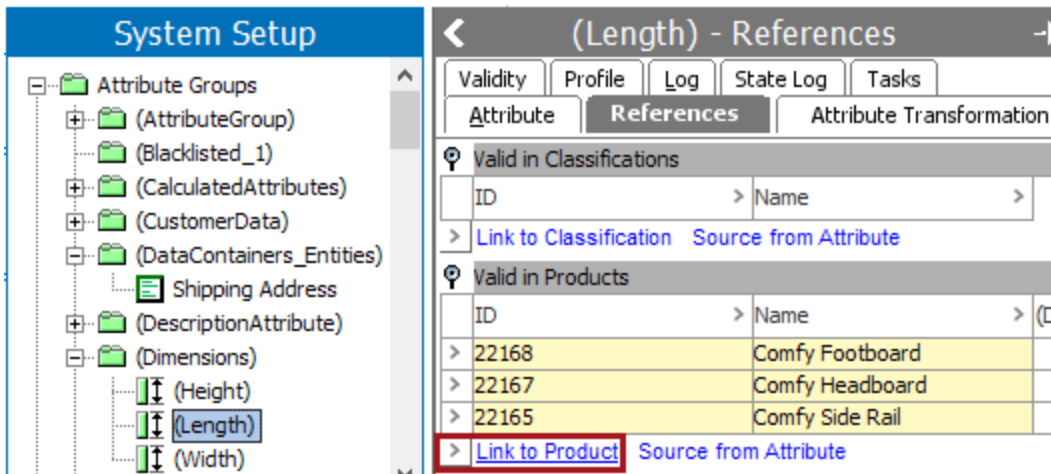 System Setup
Attribute Groups
(AttributeGroup)
(Blacklisted_1)
(CalculatedAttributes)
(CustomerData)
(DataContainers_Entities)
Shipping Address
(DescriptionAttribute)
(Dimensions)
(Height)
(Length)
(Width)
(Length) - References
Validity Profile Log State Log Tasks
Attribute References Attribute Transformation
Valid in Classifications
ID > Name >
> Link to Classification Source from Attribute
Valid in Products
ID > Name > (D
> 22168 Comfy Footboard
> 22167 Comfy Headboard
> 22165 Comfy Side Rail
> Link to Product Source from Attribute